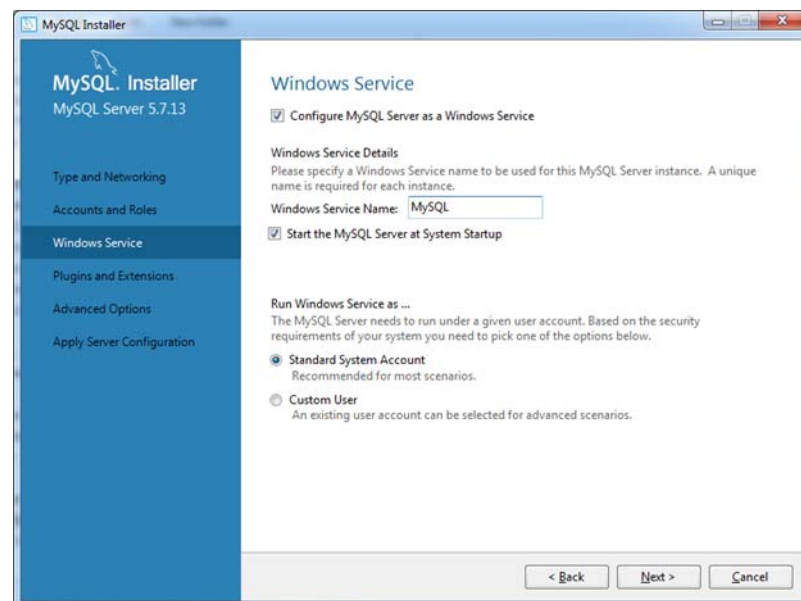 MySQL Installer
MySQL. Installer
MySQL Server 5.7.13
Type and Networking
Accounts and Roles
Windows Service
Plugins and Extensions
Advanced Options
Apply Server Configuration
Windows Service
Configure MySQL Server as a Windows Service
Windows Service Details
Please specify a Windows Service name to be used for this MySQL Server instance. A unique
name is required for each instance.
Windows Service Name: MySQL
Start the MySQL Server at System Startup
Run Windows Service as ...
The MySQL Server needs to run under a given user account. Based on the security
requirements of your system you need to pick one of the options below.
Standard System Account
Recommended for most scenarios.
Custom User
An existing user account can be selected for advanced scenarios.
< Back Next > Cancel